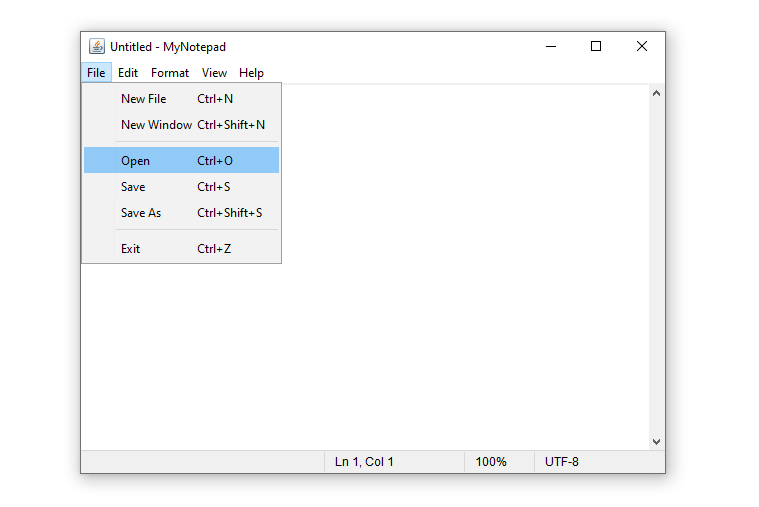 Untitled - MyNotepad
File Edit Format View Help
New File Ctrl+N
New Window Ctrl+Shift+N
Open Ctrl+O
Save Ctrl+S
Save As Ctrl+Shift+S
Exit Ctrl+Z
Ln 1, Col 1 100% UTF-8